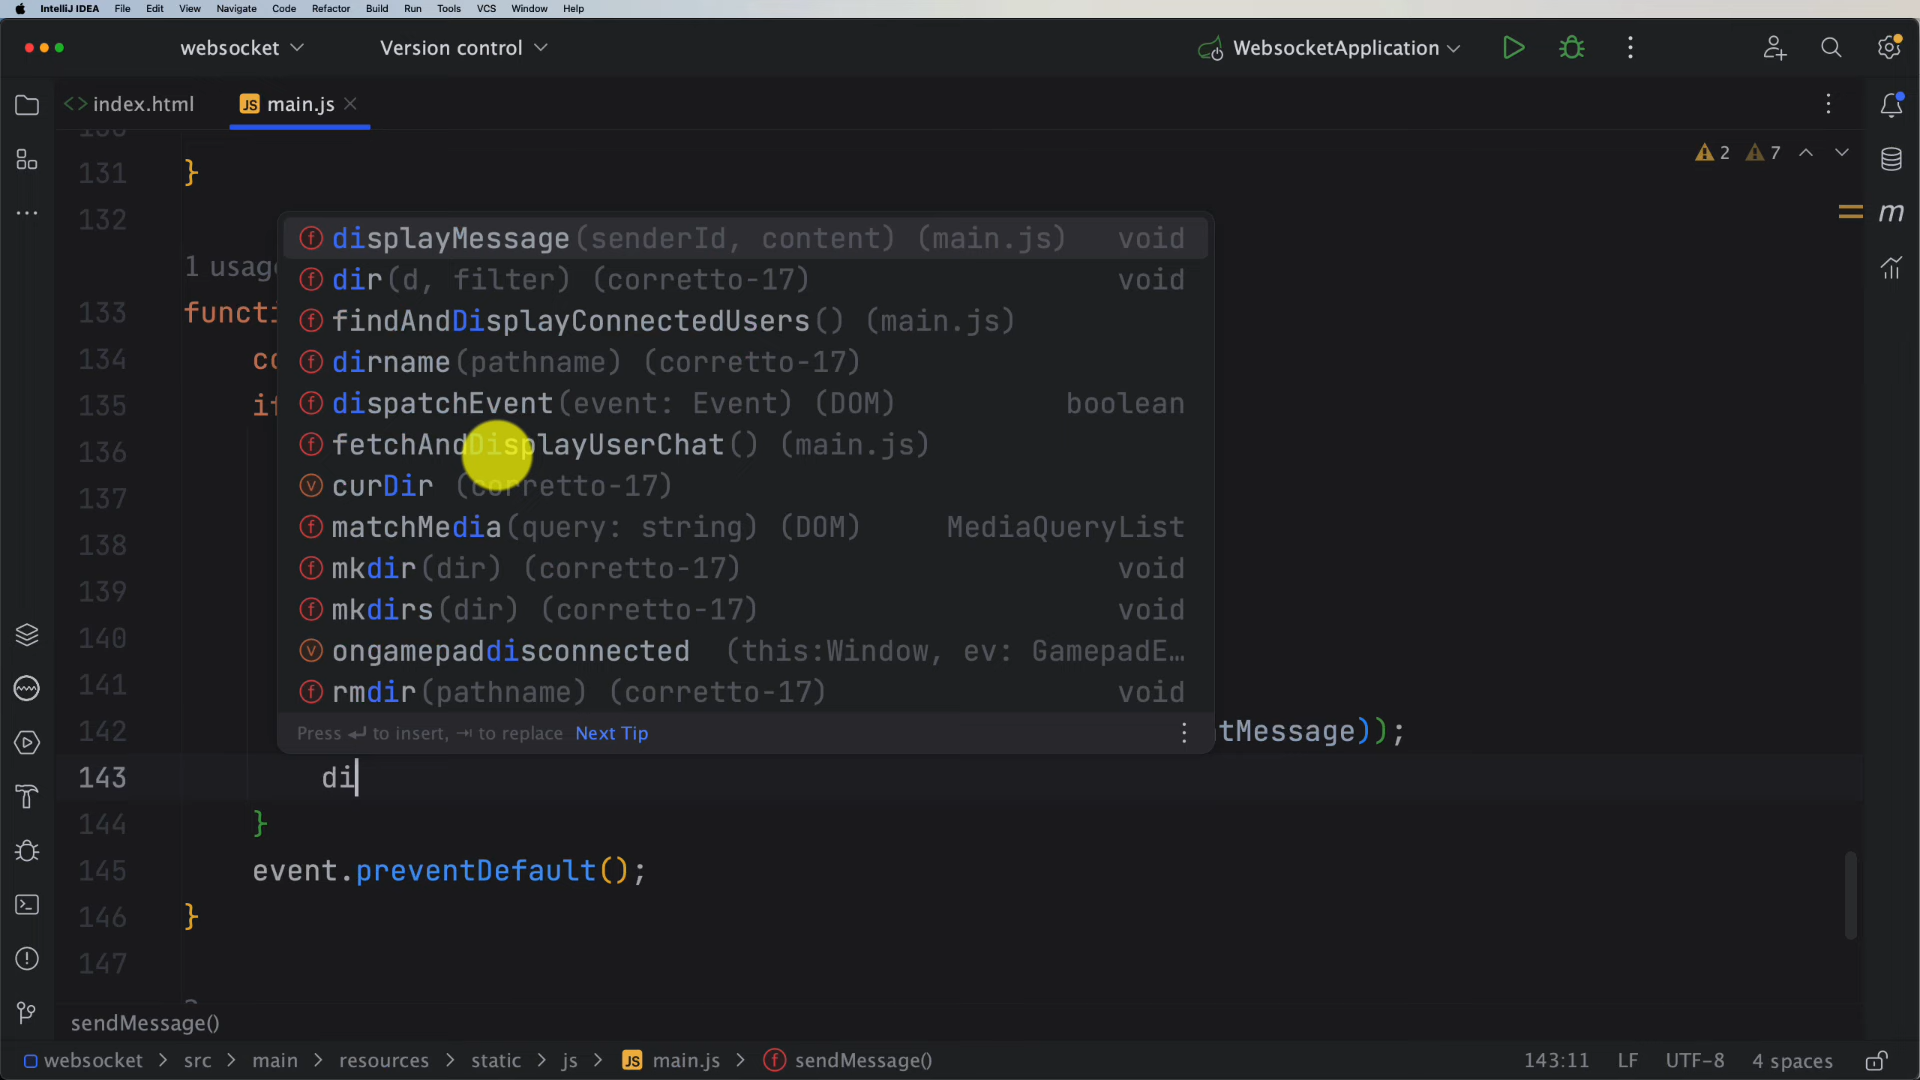 IntelliJ IDEA File Edit View Navigate Code Refactor Build Run Tools VCS Window Help
websocket Version control WebsocketApplication
index.html JS main.js
2 7
131 }
132
1 usag
133 functi
134 co
135 if
136
137
138
139
140
141
142 tMessage));
143 di
144 }
145 event.preventDefault();
146 }
147
f displayMessage(senderId, content) (main.js) void
f dir(d, filter) (corretto-17) void
f findAndDisplayConnectedUsers() (main.js)
f dirname(pathname) (corretto-17)
f dispatchEvent(event: Event) (DOM) boolean
f fetchAndDisplayUserChat() (main.js)
v curDir (corretto-17)
f matchMedia(query: string) (DOM) MediaQueryList
f mkdir(dir) (corretto-17) void
f mkdirs(dir) (corretto-17) void
v ongamepaddisconnected (this:Window, ev: GamepadE…
f rmdir(pathname) (corretto-17) void
Press ↵ to insert, ⇥ to replace Next Tip
m
sendMessage()
websocket > src > main > resources > static > js > JS main.js > f sendMessage() 143:11 LF UTF-8 4 spaces